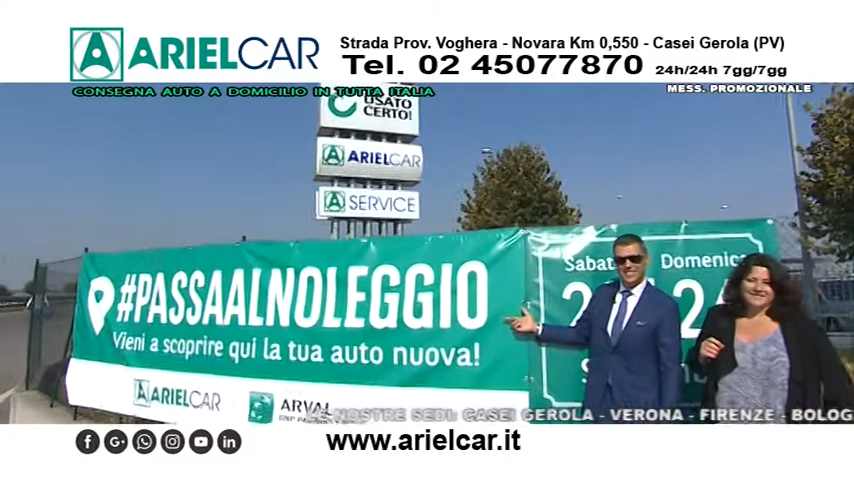 ARIELCAR
Strada Prov. Voghera - Novara Km 0,550 - Casei Gerola (PV)
Tel. 02 45077870 24h/24h 7gg/7gg
CONSEGNA AUTO A DOMICILIO IN TUTTA ITALIA
MESS. PROMOZIONALE
USATO
CERTO!
ARIELCAR
SERVICE
#PASSAALNOLEGGIO
Vieni a scoprire qui la tua auto nuova!
Domenica
ARIELCAR
ARVAL
LE NOSTRE SEDI: CASEI GEROLA - VERONA - FIRENZE - BOLOG
www.arielcar.it